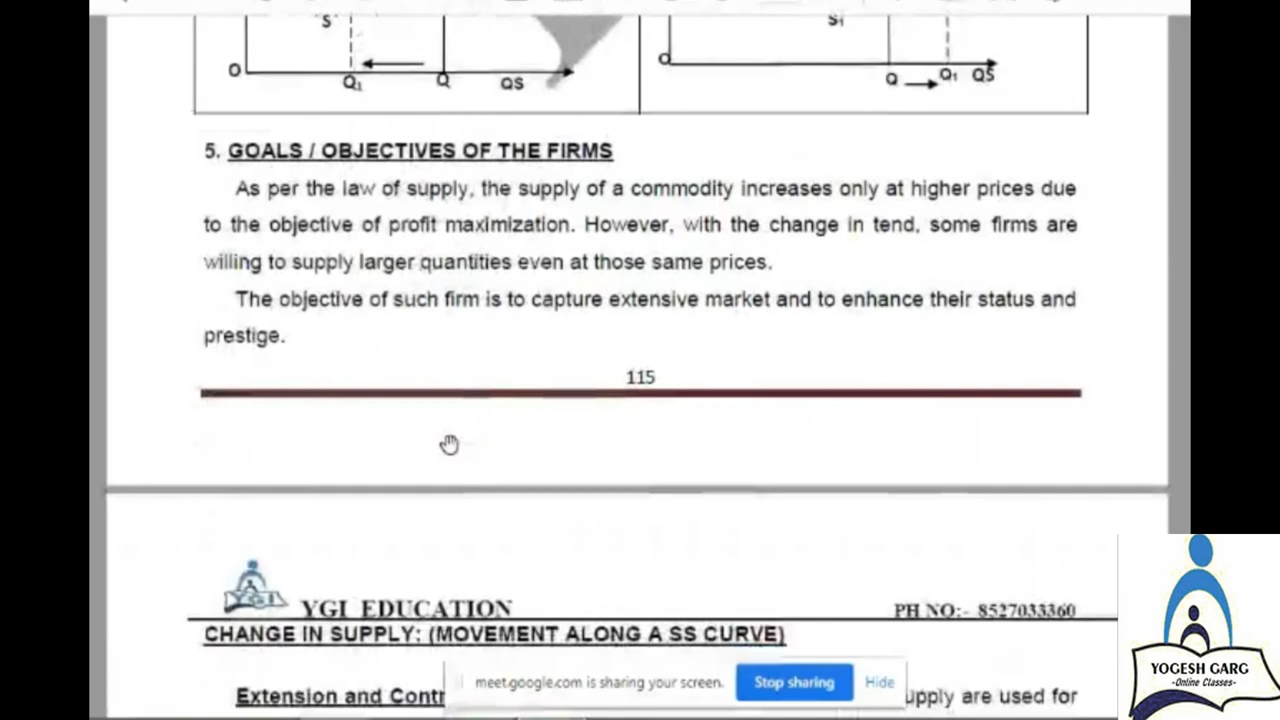 S
S1
O
Q1
Q
QS
O
Q
Q1
QS
5. GOALS / OBJECTIVES OF THE FIRMS
As per the law of supply, the supply of a commodity increases only at higher prices due
to the objective of profit maximization. However, with the change in tend, some firms are
willing to supply larger quantities even at those same prices.
The objective of such firm is to capture extensive market and to enhance their status and
prestige.
115
YGI
YGI EDUCATION
PH NO:- 8527033360
CHANGE IN SUPPLY: (MOVEMENT ALONG A SS CURVE)
Extension and Contr
upply are used for
meet.google.com is sharing your screen.
Stop sharing
Hide
YOGESH GARG
-Online Classes-